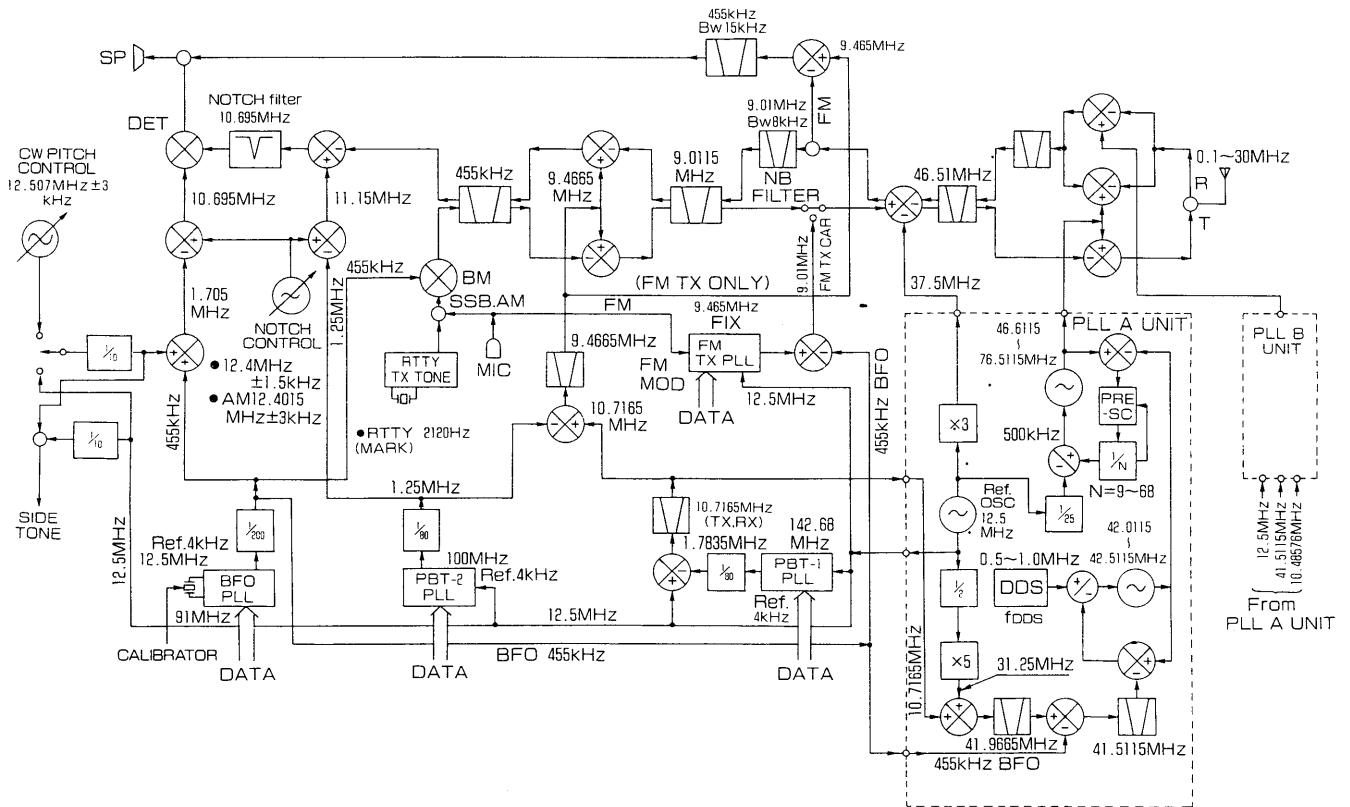 455kHz
Bw15kHz
9.465MHz
SP
NOTCH filter
10.695MHz
DET
9.01MHz
Bw8kHz
FM
CW PITCH
CONTROL
12.507MHz ±3
kHz
455kHz
9.4665
MHz
9.0115
MHz
NB
FILTER
46.51MHz
0.1~30MHz
R
T
10.695MHz
11.15MHz
455kHz
BM
SSB.AM
(FM TX ONLY)
FM
9.01MHz
FM TX CAR
37.5MHz
1.705
MHz
NOTCH
CONTROL
1.25MHz
9.465MHz
FIX
FM
TX PLL
FM
MOD
DATA
12.5MHz
46.6115
~
76.5115MHz
PLL A UNIT
PLL B
UNIT
1/10
● 12.4MHz
±1.5kHz
● AM12.4015
MHz±3kHz
RTTY
TX TONE
MIC
9.4665MHz
10.7165
MHz
455kHz BFO
×3
PRE
-SC
500kHz
1/N
N=9~68
1/10
455kHz
● RTTY 2120Hz
(MARK)
SIDE
TONE
12.5MHz
1.25MHz
10.7165MHz
(TX,RX)
1.7835MHz
142.68
MHz
Ref.
OSC
12.5
MHz
1/25
42.0115
~
42.5115MHz
12.5MHz
41.5115MHz
10.48576MHz
From
PLL A UNIT
1/200
Ref.4kHz
12.5MHz
BFO
PLL
91MHz
1/80
100MHz
PBT-2
PLL
Ref.4kHz
1/80
PBT-1
PLL
Ref.
4kHz
0.5~1.0MHz
DDS
fDDS
1/2
12.5MHz
CALIBRATOR
DATA
DATA
BFO 455kHz
DATA
10.7165MHz
×5
31.25MHz
41.9665MHz
41.5115MHz
455kHz BFO